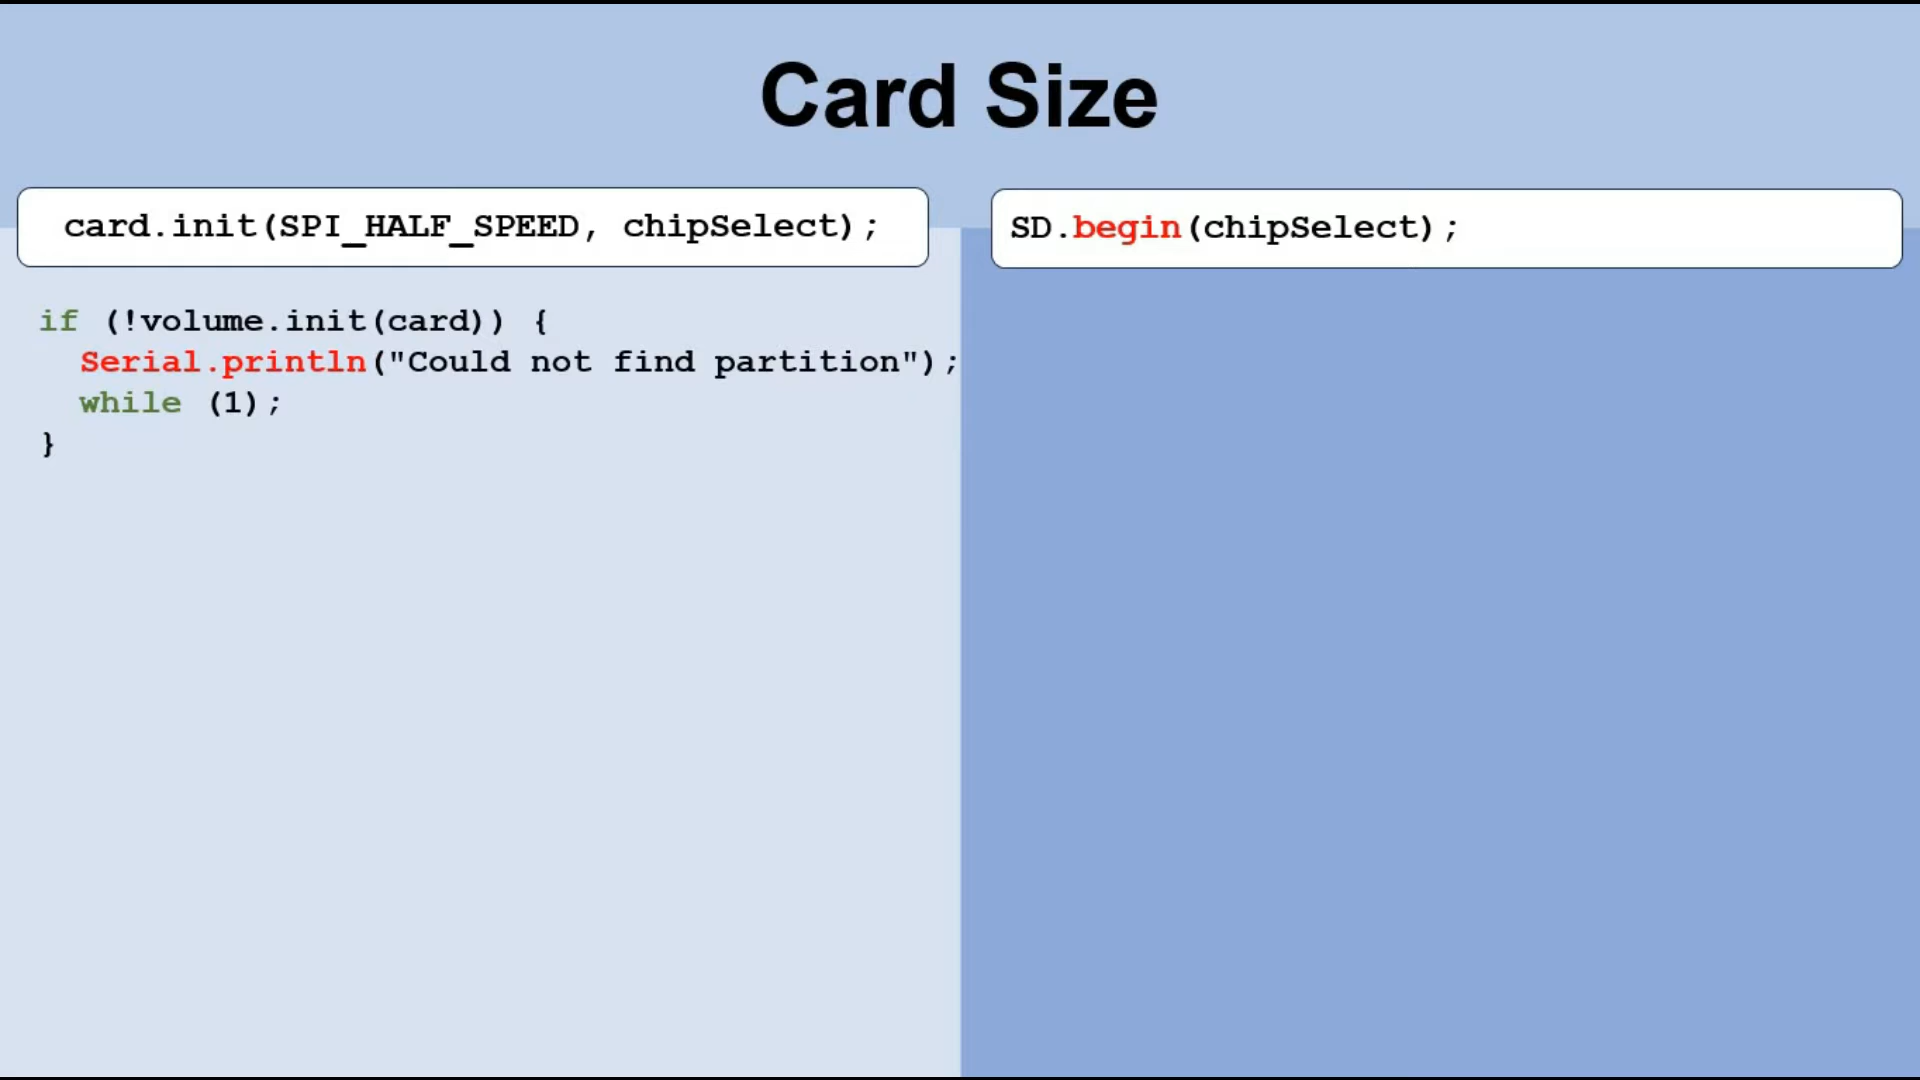 Card Size
card.init(SPI_HALF_SPEED, chipSelect);
SD.begin(chipSelect);
if (!volume.init(card)) {
  Serial.println("Could not find partition");
  while (1);
}